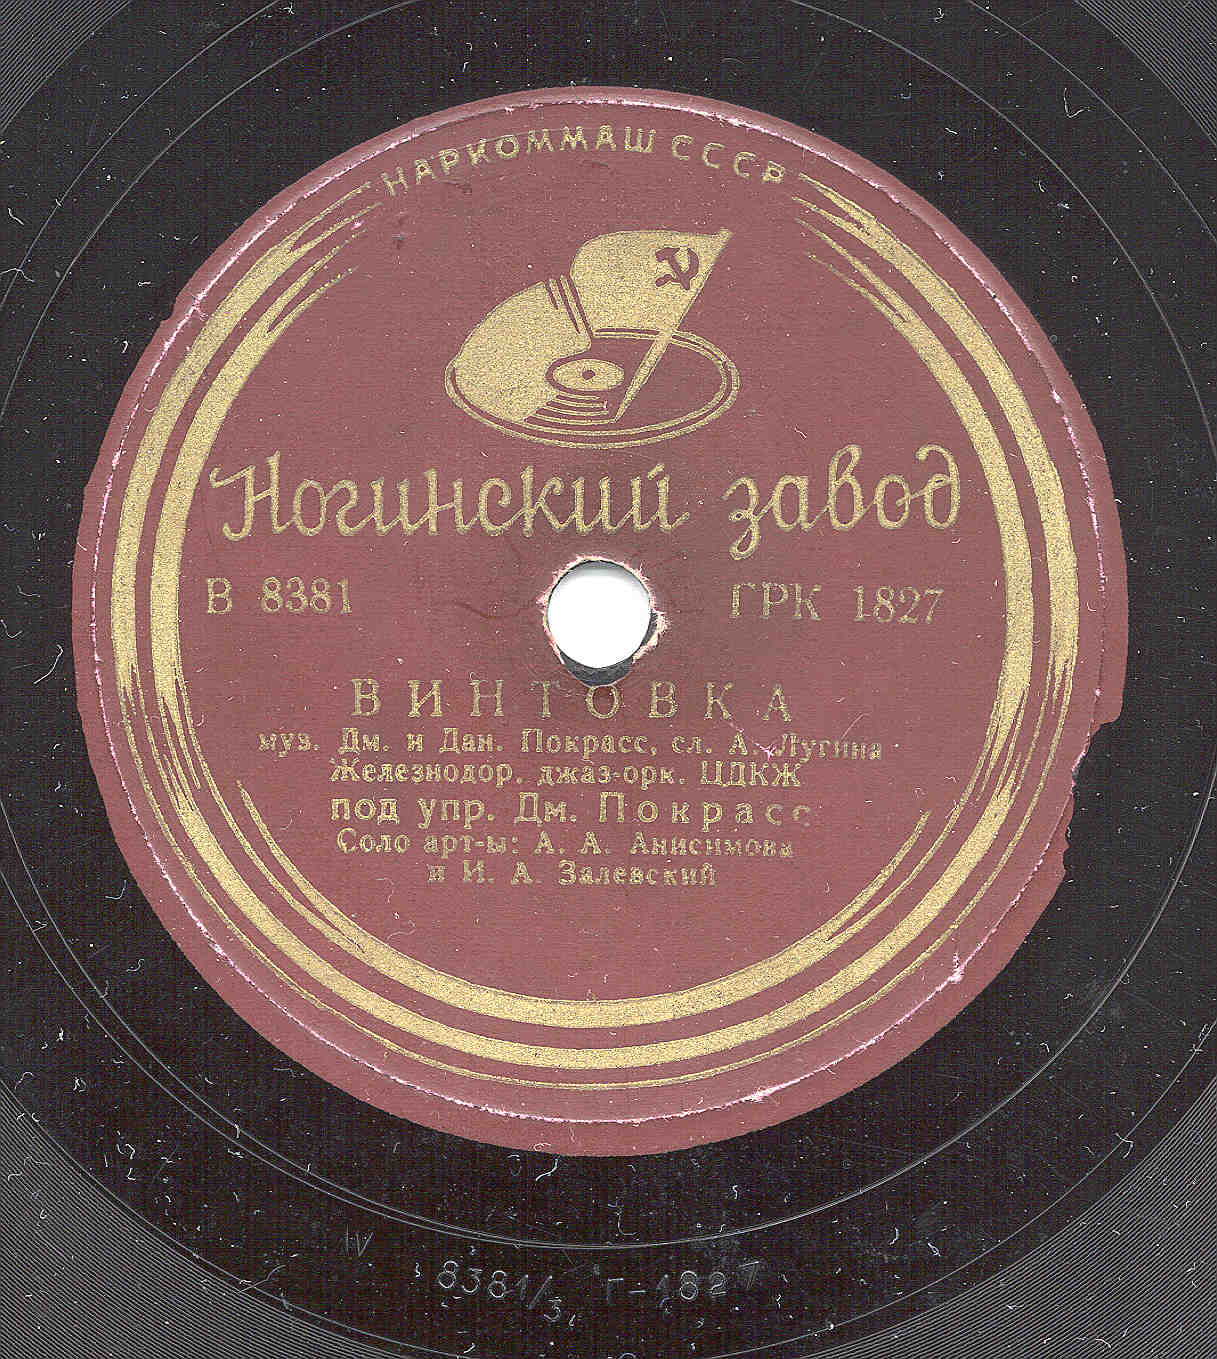 НАРКОММАШ СССР
Ногинский завод
В 8381 ГРК 1827
ВИНТОВКА
муз. Дм. и Дан. Покрасс, сл. А. Лугина
Железнодор. джаз-орк. ЦДКЖ
под упр. Дм. Покрасс
Соло арт-ы: А. А. Анисимова
и И. А. Залевский
IV
8381/3 Г-1827